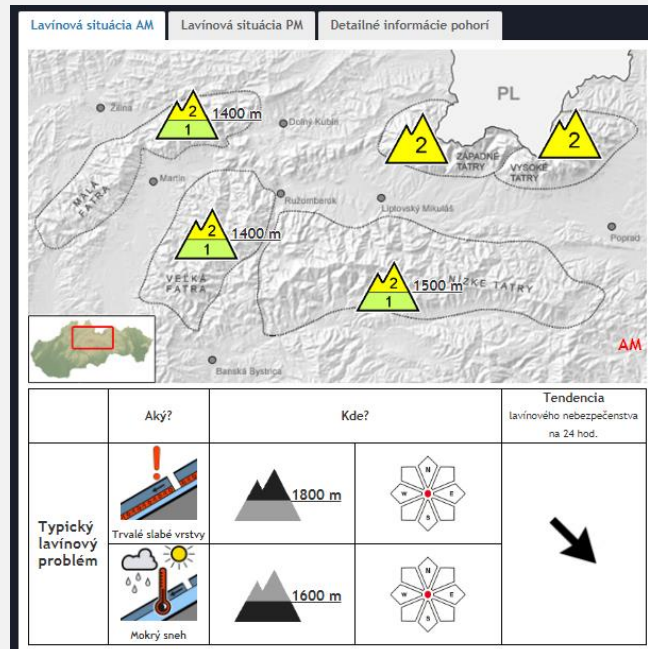 Lavínová situácia AM
Lavínová situácia PM
Detailné informácie pohorí
PL
Žilina
2
1400 m
1
Dolný Kubín
2
2
ZÁPADNÉ
TATRY
VYSOKÉ
TATRY
MALÁ
FATRA
Martin
Ružomberok
Liptovský Mikuláš
Poprad
2
1400 m
1
VEĽKÁ
FATRA
2
1500 m
1
NÍZKE TATRY
AM
Banská Bystrica
Aký?
Kde?
Tendencia
lavínového nebezpečenstva
na 24 hod.
Typický
lavínový
problém
Trvalé slabé vrstvy
1800 m
N
W
E
S
Mokrý sneh
1600 m
N
W
E
S